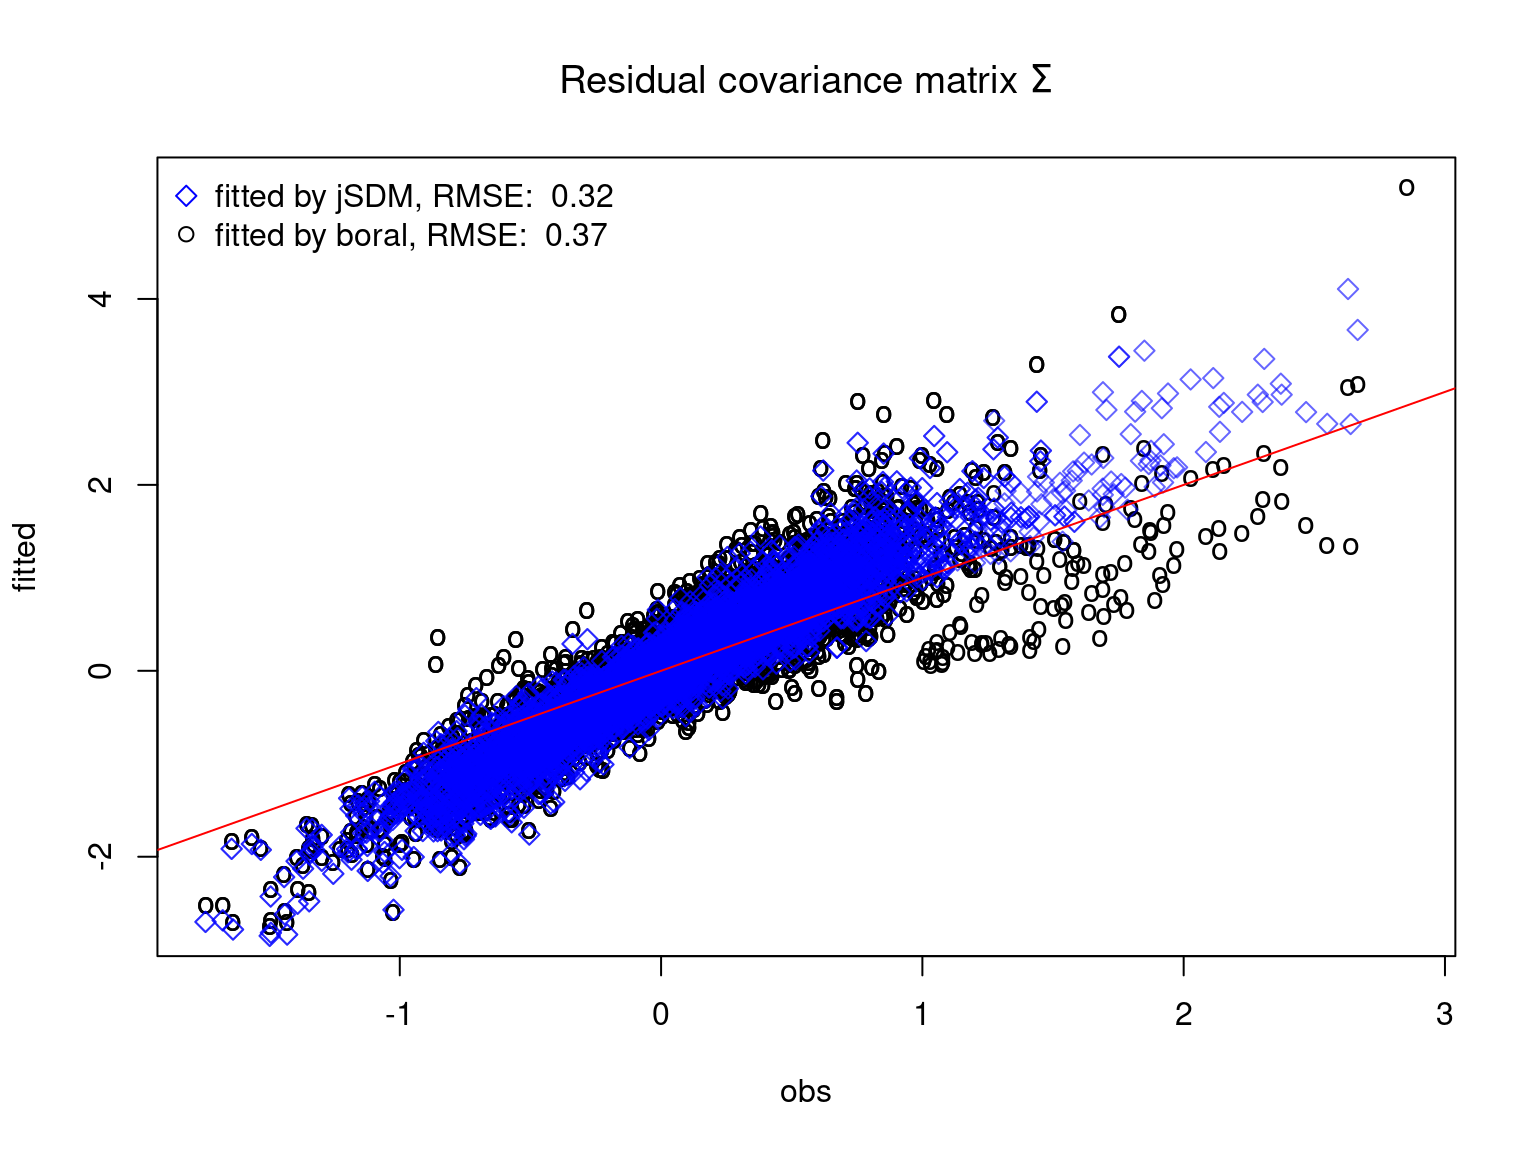 Residual covariance matrix Σ
fitted by jSDM, RMSE:  0.32
fitted by boral, RMSE:  0.37
fitted
4
2
0
-2
-1
0
1
2
3
obs